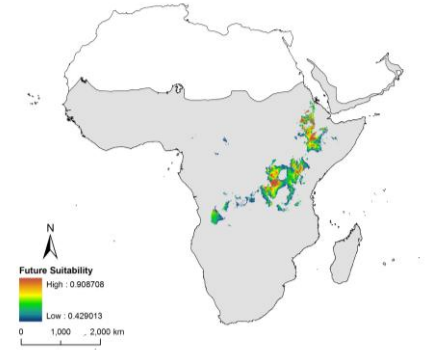 N
Future Suitability
High : 0.908708
Low : 0.429013
0 1,000 2,000 km